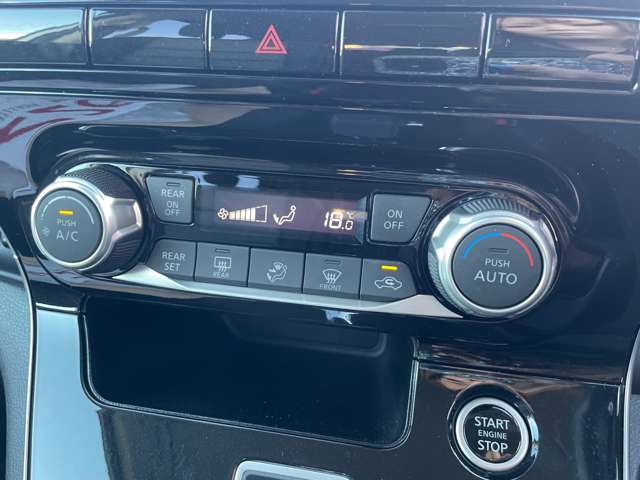 REAR
ON
OFF
18.0
°C
ON
OFF
PUSH
A/C
REAR
SET
REAR
FRONT
PUSH
AUTO
START
ENGINE
STOP